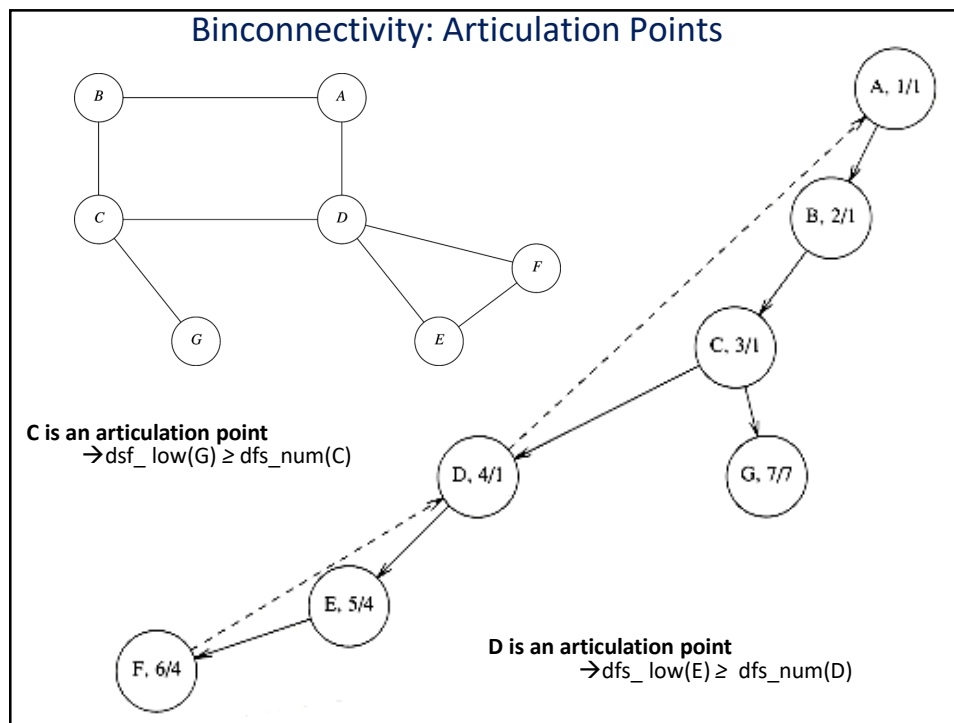 Binconnectivity: Articulation Points
B
A
C
D
F
G
E
A, 1/1
B, 2/1
C, 3/1
D, 4/1
G, 7/7
E, 5/4
F, 6/4
C is an articulation point
→dsf_ low(G) ≥ dfs_num(C)
D is an articulation point
→dfs_ low(E) ≥ dfs_num(D)